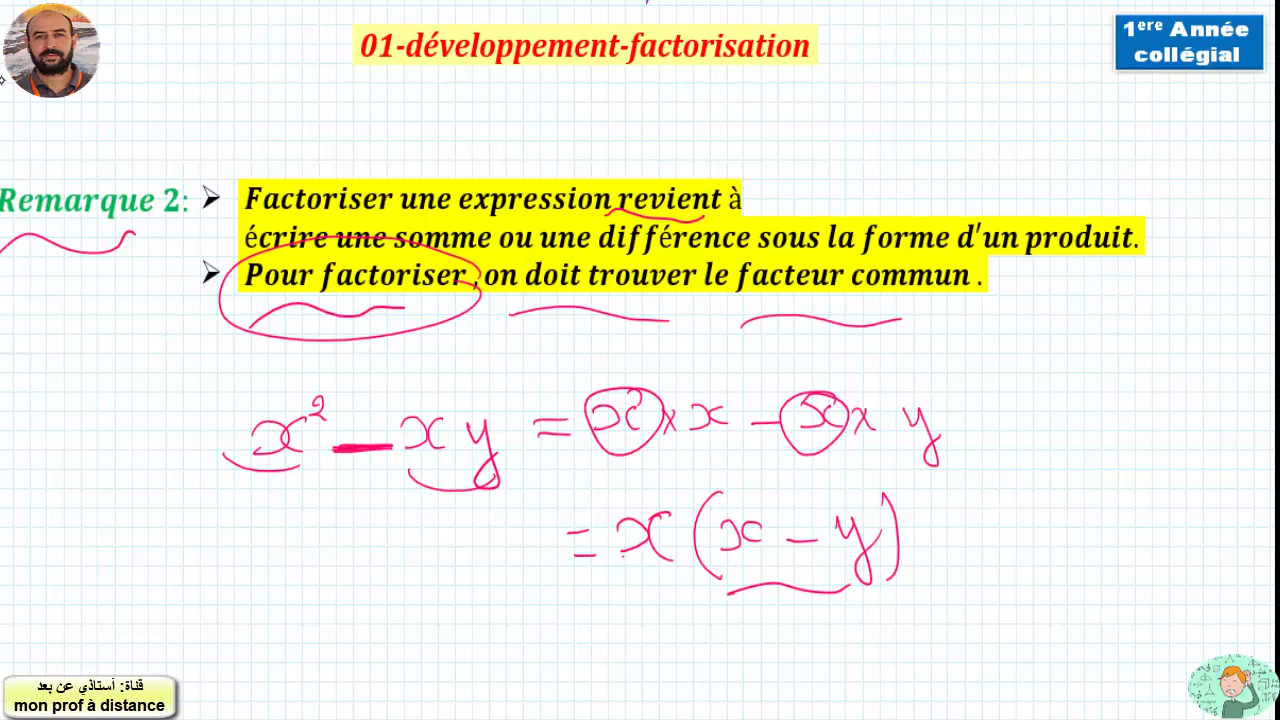 01-développement-factorisation
1ere Année
collégial
Remarque 2: ➢ Factoriser une expression revient à
écrire une somme ou une différence sous la forme d'un produit.
➢ Pour factoriser, on doit trouver le facteur commun .
x² - xy = x × x - x × y
= x (x - y)
قناة: أستاذي عن بعد
mon prof à distance